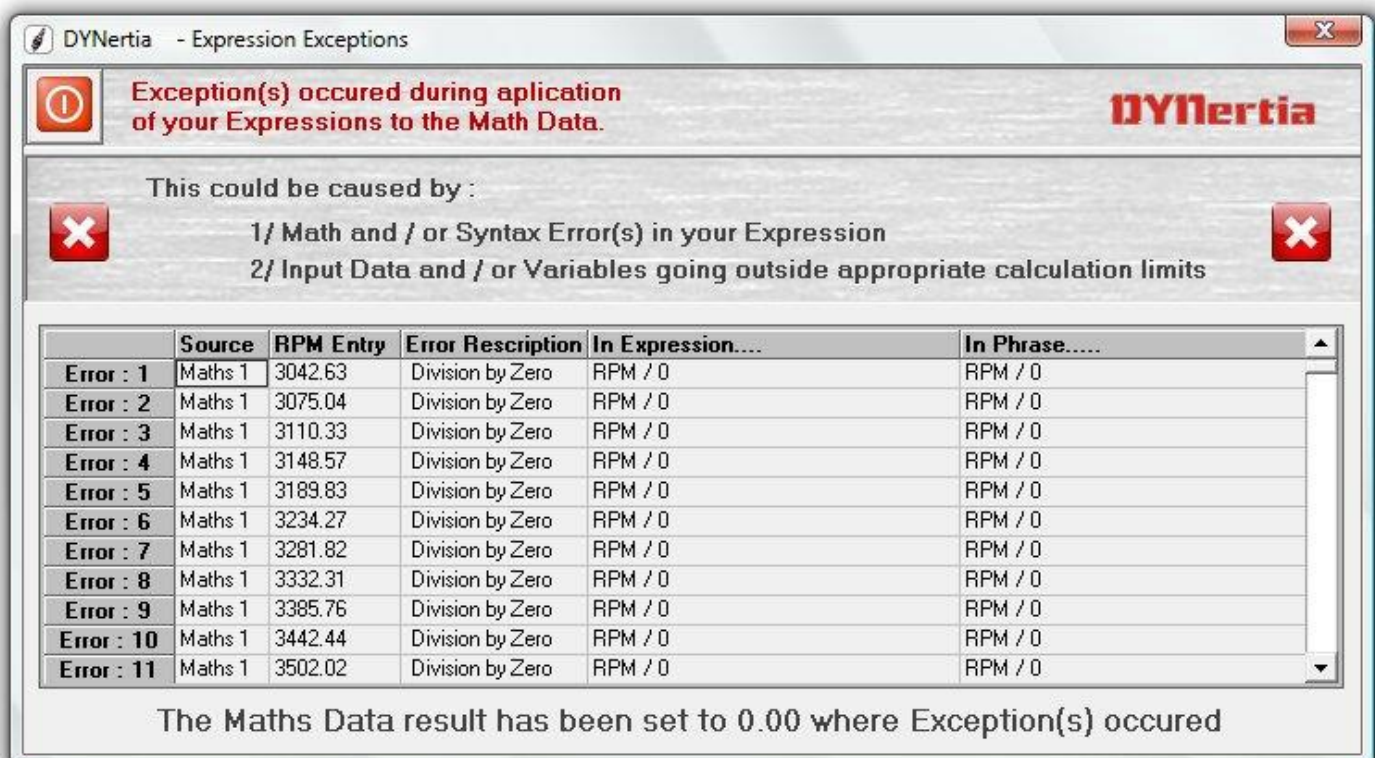 DYNertia - Expression Exceptions
Exception(s) occured during aplication
of your Expressions to the Math Data.
DYNertia
This could be caused by :
1/ Math and / or Syntax Error(s) in your Expression
2/ Input Data and / or Variables going outside appropriate calculation limits
Source RPM Entry Error Rescription In Expression.... In Phrase.....
Error : 1 Maths 1 3042.63 Division by Zero RPM / 0 RPM / 0
Error : 2 Maths 1 3075.04 Division by Zero RPM / 0 RPM / 0
Error : 3 Maths 1 3110.33 Division by Zero RPM / 0 RPM / 0
Error : 4 Maths 1 3148.57 Division by Zero RPM / 0 RPM / 0
Error : 5 Maths 1 3189.83 Division by Zero RPM / 0 RPM / 0
Error : 6 Maths 1 3234.27 Division by Zero RPM / 0 RPM / 0
Error : 7 Maths 1 3281.82 Division by Zero RPM / 0 RPM / 0
Error : 8 Maths 1 3332.31 Division by Zero RPM / 0 RPM / 0
Error : 9 Maths 1 3385.76 Division by Zero RPM / 0 RPM / 0
Error : 10 Maths 1 3442.44 Division by Zero RPM / 0 RPM / 0
Error : 11 Maths 1 3502.02 Division by Zero RPM / 0 RPM / 0
The Maths Data result has been set to 0.00 where Exception(s) occured